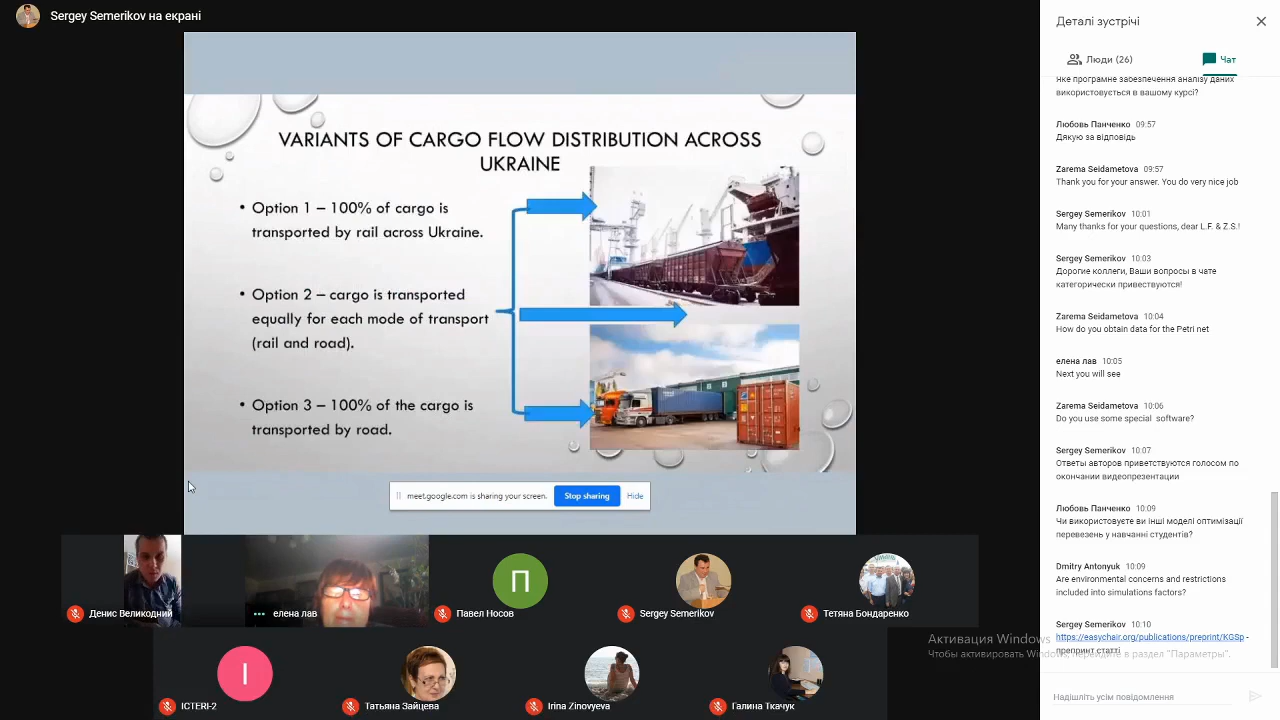 Sergey Semerikov на екрані
VARIANTS OF CARGO FLOW DISTRIBUTION ACROSS
UKRAINE
• Option 1 – 100% of cargo is
transported by rail across Ukraine.
• Option 2 – cargo is transported
equally for each mode of transport
(rail and road).
• Option 3 – 100% of the cargo is
transported by road.
meet.google.com is sharing your screen.
Stop sharing
Hide
Денис Великодний
елена лав
П
Павел Носов
Sergey Semerikov
Тетяна Бондаренко
I
ICTERI-2
Татьяна Зайцева
Irina Zinovyeva
Галина Ткачук
Деталі зустрічі
Люди (26)
Чат
Яке програмне забезпечення аналізу даних
використовується в вашому курсі?
Любовь Панченко 09:57
Дякую за відповідь
Zarema Seidametova 09:57
Thank you for your answer. You do very nice job
Sergey Semerikov 10:01
Many thanks for your questions, dear L.F. & Z.S.!
Sergey Semerikov 10:03
Дорогие коллеги, Ваши вопросы в чате
категорически привествуются!
Zarema Seidametova 10:04
How do you obtain data for the Petri net
елена лав 10:05
Next you will see
Zarema Seidametova 10:06
Do you use some special software?
Sergey Semerikov 10:07
Ответы авторов приветствуются голосом по
окончании видеопрезентации
Любовь Панченко 10:09
Чи використовуєте ви інші моделі оптимізації
перевезень у навчанні студентів?
Dmitry Antonyuk 10:09
Are environmental concerns and restrictions
included into simulations factors?
Sergey Semerikov 10:10
https://easychair.org/publications/preprint/KGSp -
препринт статті
Активация Windows
Чтобы активировать Windows, перейдите в раздел "Параметры".
Надішліть усім повідомлення